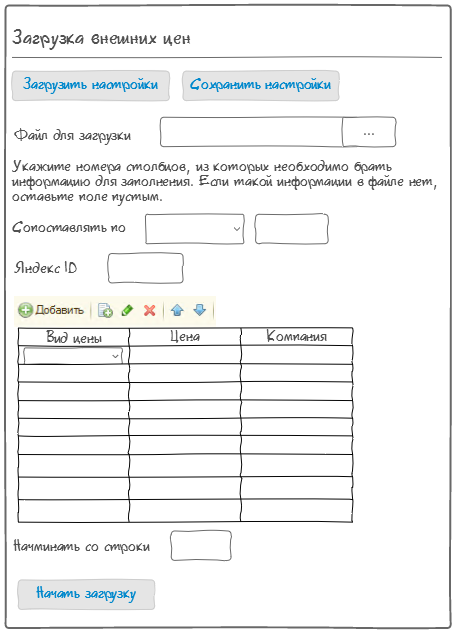 Загрузка внешних цен
Загрузить настройки Сохранить настройки
Файл для загрузки ...
Укажите номера столбцов, из которых необходимо брать
информацию для заполнения. Если такой информации в файле нет,
оставьте поле пустым.
Сопоставлять по
Яндекс ID
Добавить
Вид цены Цена Компания
Начминать со строки
Начать загрузку